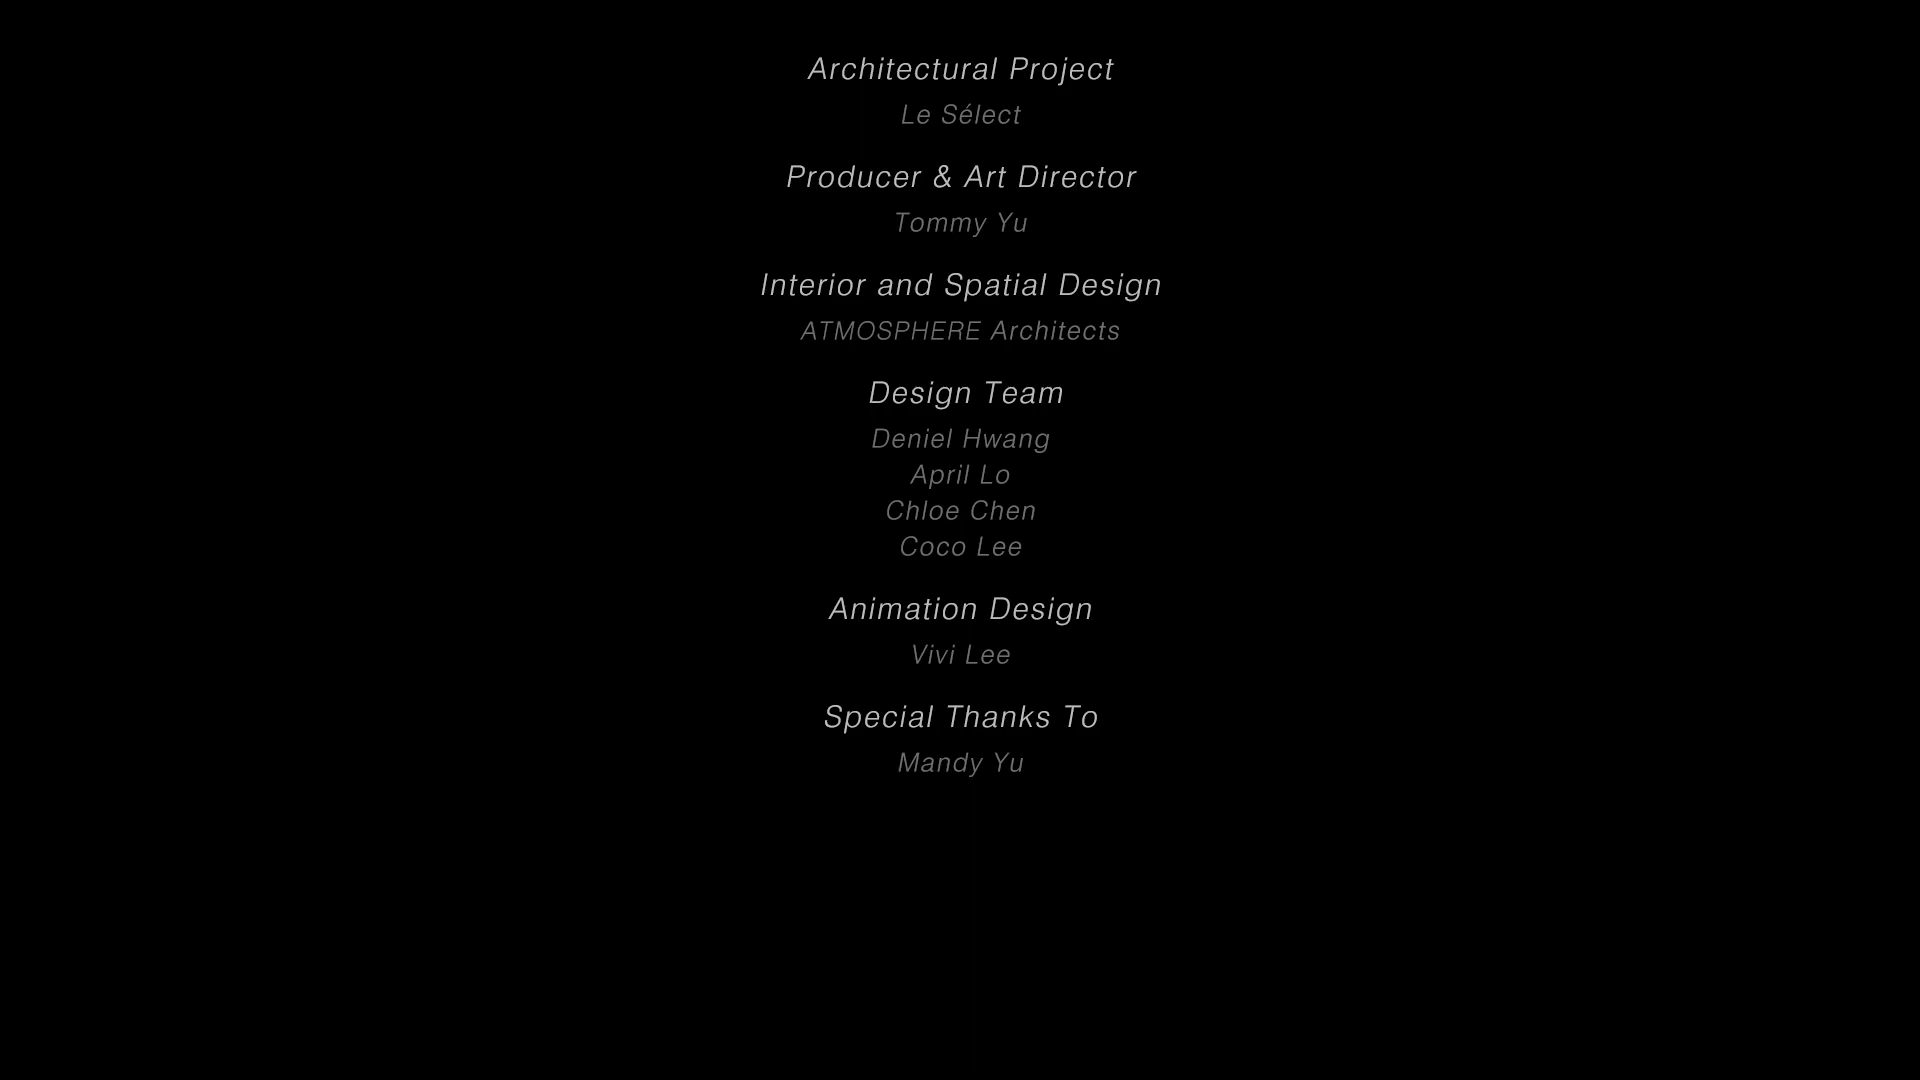 Architectural Project
Le Sélect
Producer & Art Director
Tommy Yu
Interior and Spatial Design
ATMOSPHERE Architects
Design Team
Deniel Hwang
April Lo
Chloe Chen
Coco Lee
Animation Design
Vivi Lee
Special Thanks To
Mandy Yu